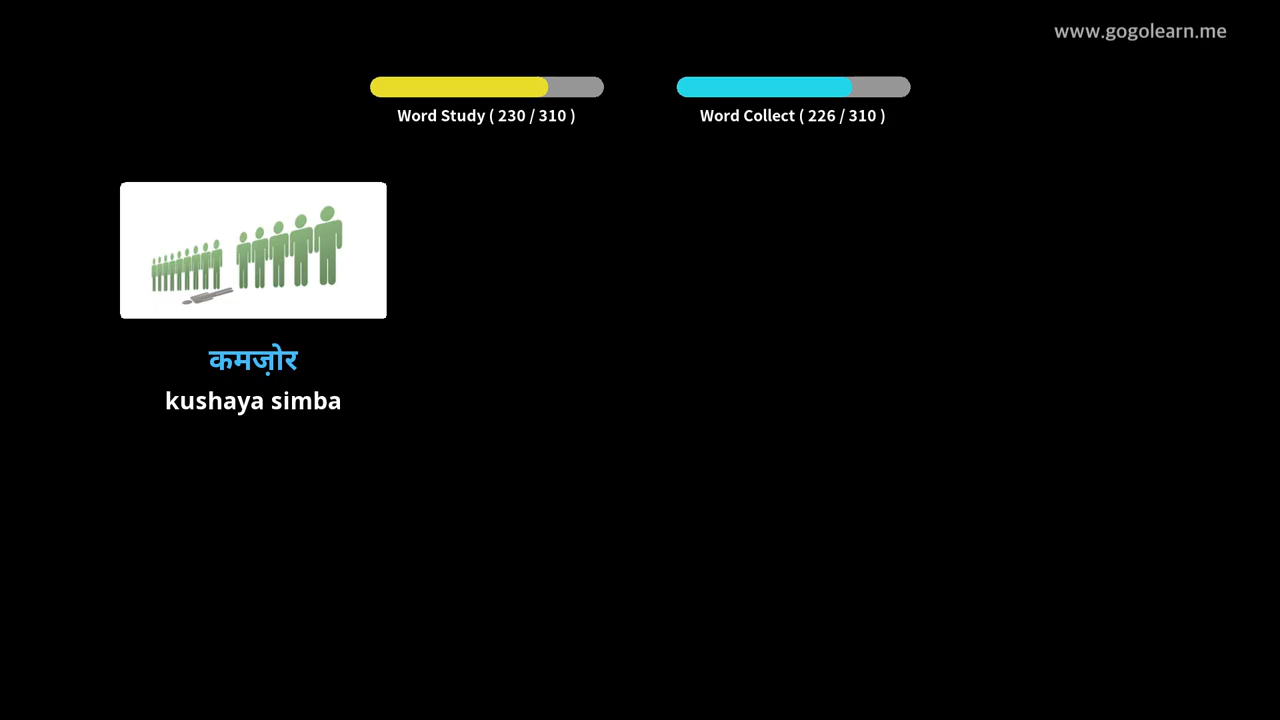 www.gogolearn.me
Word Study ( 230 / 310 )
Word Collect ( 226 / 310 )
कमज़ोर
kushaya simba